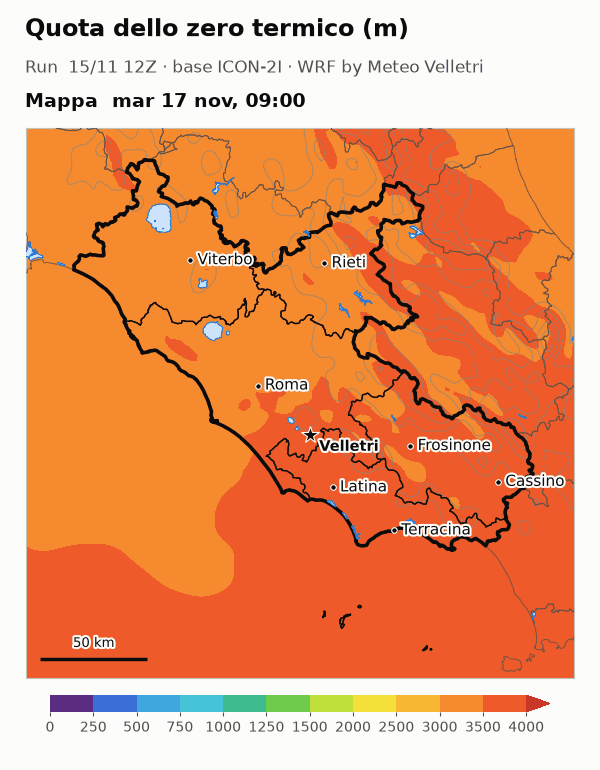 Quota dello zero termico (m)
Run  15/11 12Z · base ICON-2I · WRF by Meteo Velletri
Mappa  mar 17 nov, 09:00
Viterbo
Rieti
Roma
Velletri
Frosinone
Latina
Cassino
Terracina
50 km
0 250 500 750 1000 1250 1500 2000 2500 3000 3500 4000